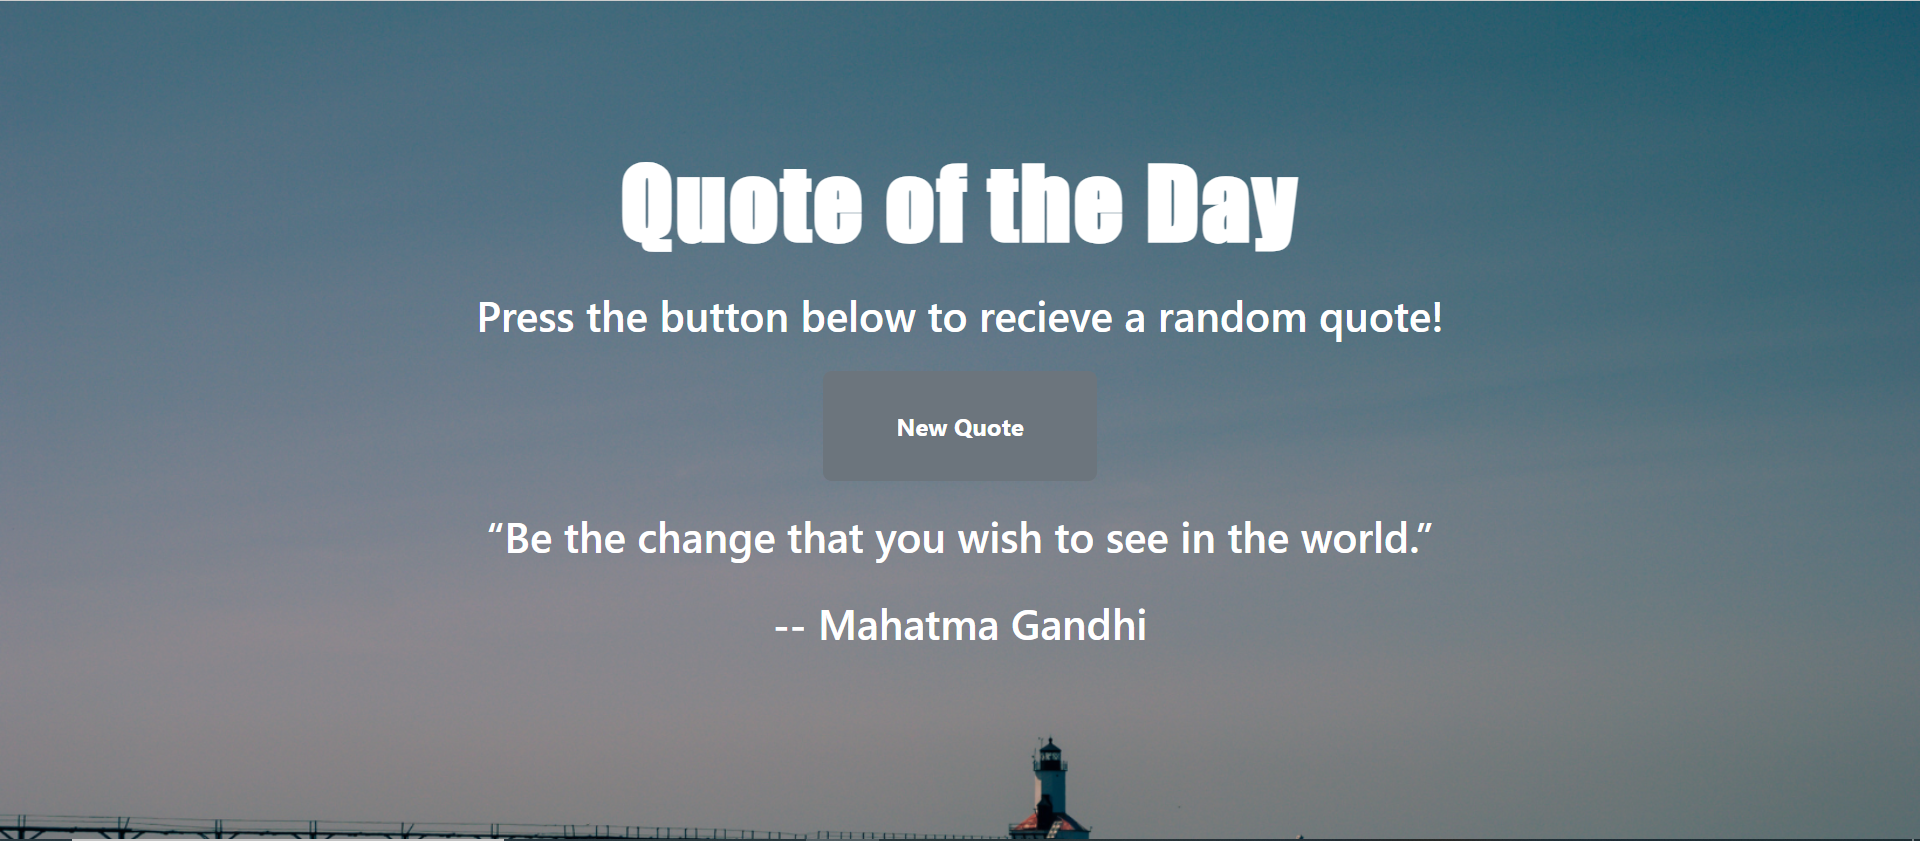 Quote of the Day
Press the button below to recieve a random quote!
New Quote
“Be the change that you wish to see in the world.”
-- Mahatma Gandhi